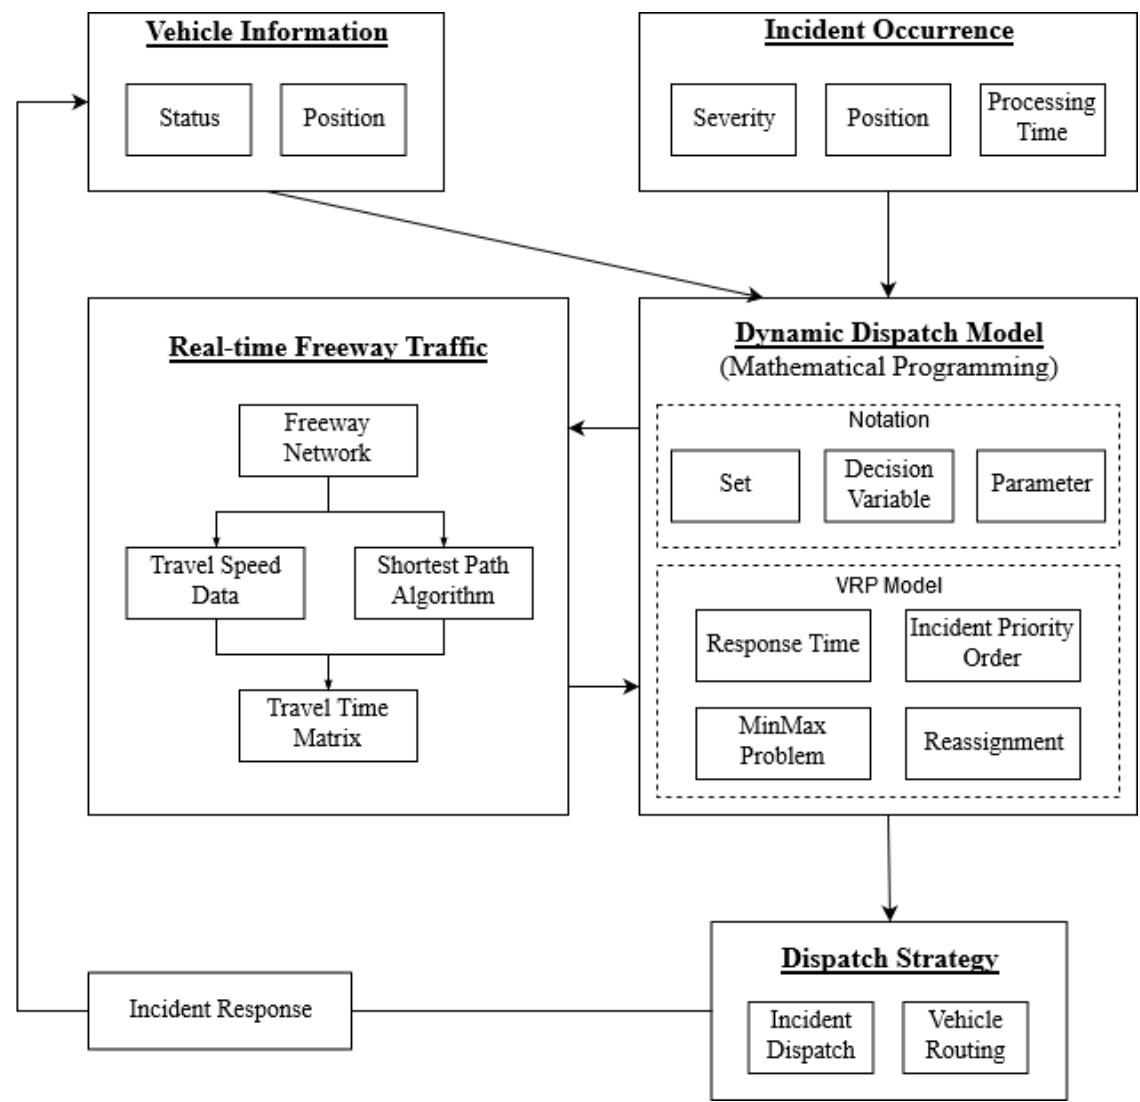 Vehicle Information
Status
Position
Incident Occurrence
Severity
Position
Processing
Time
Real-time Freeway Traffic
Freeway
Network
Travel Speed
Data
Shortest Path
Algorithm
Travel Time
Matrix
Dynamic Dispatch Model
(Mathematical Programming)
Notation
Set
Decision
Variable
Parameter
VRP Model
Response Time
Incident Priority
Order
MinMax
Problem
Reassignment
Dispatch Strategy
Incident
Dispatch
Vehicle
Routing
Incident Response